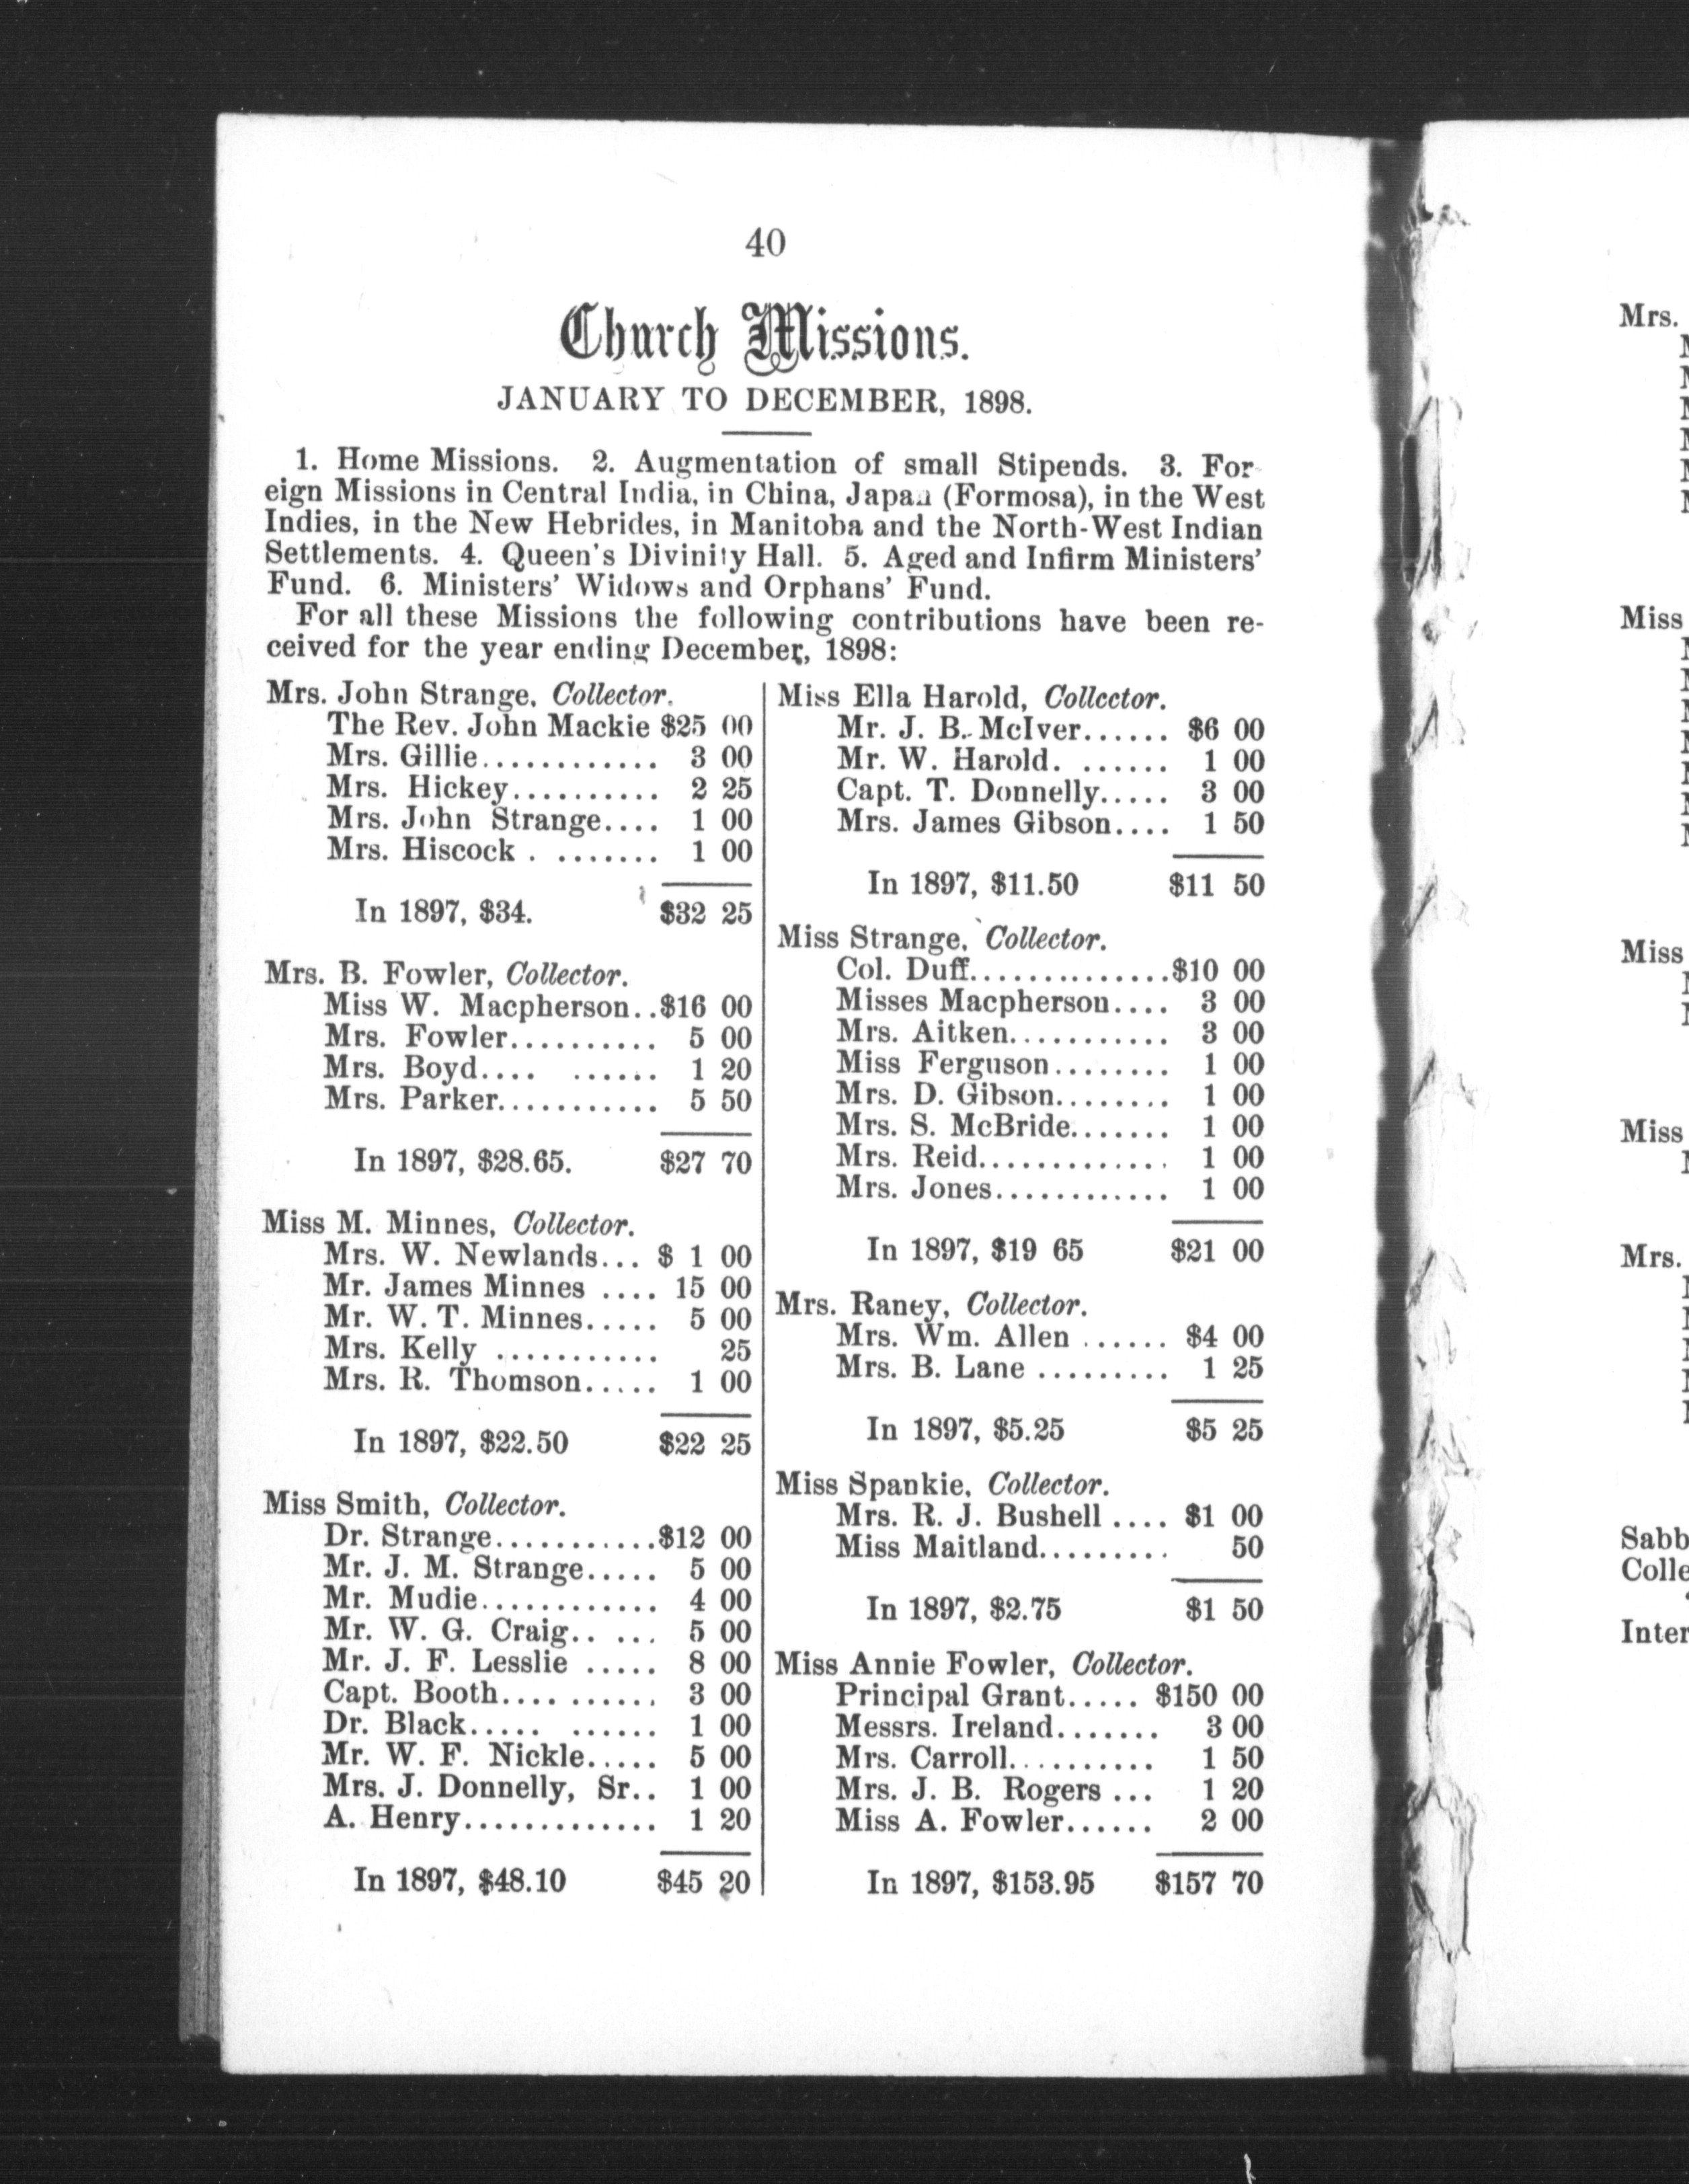 40
Church Missions.
JANUARY TO DECEMBER, 1898.
1. Home Missions. 2. Augmentation of small Stipends. 3. For-
eign Missions in Central India, in China, Japan (Formosa), in the West
Indies, in the New Hebrides, in Manitoba and the North-West Indian
Settlements. 4. Queen's Divinity Hall. 5. Aged and Infirm Ministers'
Fund. 6. Ministers' Widows and Orphans' Fund.
For all these Missions the following contributions have been re-
ceived for the year ending December, 1898:
Mrs. John Strange, Collector.
The Rev. John Mackie $25 00
Mrs. Gillie............ 3 00
Mrs. Hickey.......... 2 25
Mrs. John Strange.... 1 00
Mrs. Hiscock . ....... 1 00
In 1897, $34. $32 25
Mrs. B. Fowler, Collector.
Miss W. Macpherson..$16 00
Mrs. Fowler.......... 5 00
Mrs. Boyd.... ...... 1 20
Mrs. Parker........... 5 50
In 1897, $28.65. $27 70
Miss M. Minnes, Collector.
Mrs. W. Newlands... $ 1 00
Mr. James Minnes .... 15 00
Mr. W. T. Minnes..... 5 00
Mrs. Kelly ........... 25
Mrs. R. Thomson..... 1 00
In 1897, $22.50 $22 25
Miss Smith, Collector.
Dr. Strange............$12 00
Mr. J. M. Strange..... 5 00
Mr. Mudie............ 4 00
Mr. W. G. Craig.. ... 5 00
Mr. J. F. Lesslie ..... 8 00
Capt. Booth.... ...... 3 00
Dr. Black..... ...... 1 00
Mr. W. F. Nickle..... 5 00
Mrs. J. Donnelly, Sr.. 1 00
A. Henry............. 1 20
In 1897, $48.10 $45 20
Miss Ella Harold, Collector.
Mr. J. B. McIver...... $6 00
Mr. W. Harold. ...... 1 00
Capt. T. Donnelly..... 3 00
Mrs. James Gibson.... 1 50
In 1897, $11.50 $11 50
Miss Strange, Collector.
Col. Duff..............$10 00
Misses Macpherson.... 3 00
Mrs. Aitken........... 3 00
Miss Ferguson........ 1 00
Mrs. D. Gibson........ 1 00
Mrs. S. McBride....... 1 00
Mrs. Reid............. 1 00
Mrs. Jones............ 1 00
In 1897, $19 65 $21 00
Mrs. Raney, Collector.
Mrs. Wm. Allen ...... $4 00
Mrs. B. Lane ......... 1 25
In 1897, $5.25 $5 25
Miss Spankie, Collector.
Mrs. R. J. Bushell .... $1 00
Miss Maitland......... 50
In 1897, $2.75 $1 50
Miss Annie Fowler, Collector.
Principal Grant..... $150 00
Messrs. Ireland....... 3 00
Mrs. Carroll.......... 1 50
Mrs. J. B. Rogers ... 1 20
Miss A. Fowler...... 2 00
In 1897, $153.95 $157 70
Mrs.
Miss
Miss
Miss
Mrs.
Sabb
Colle
Inter